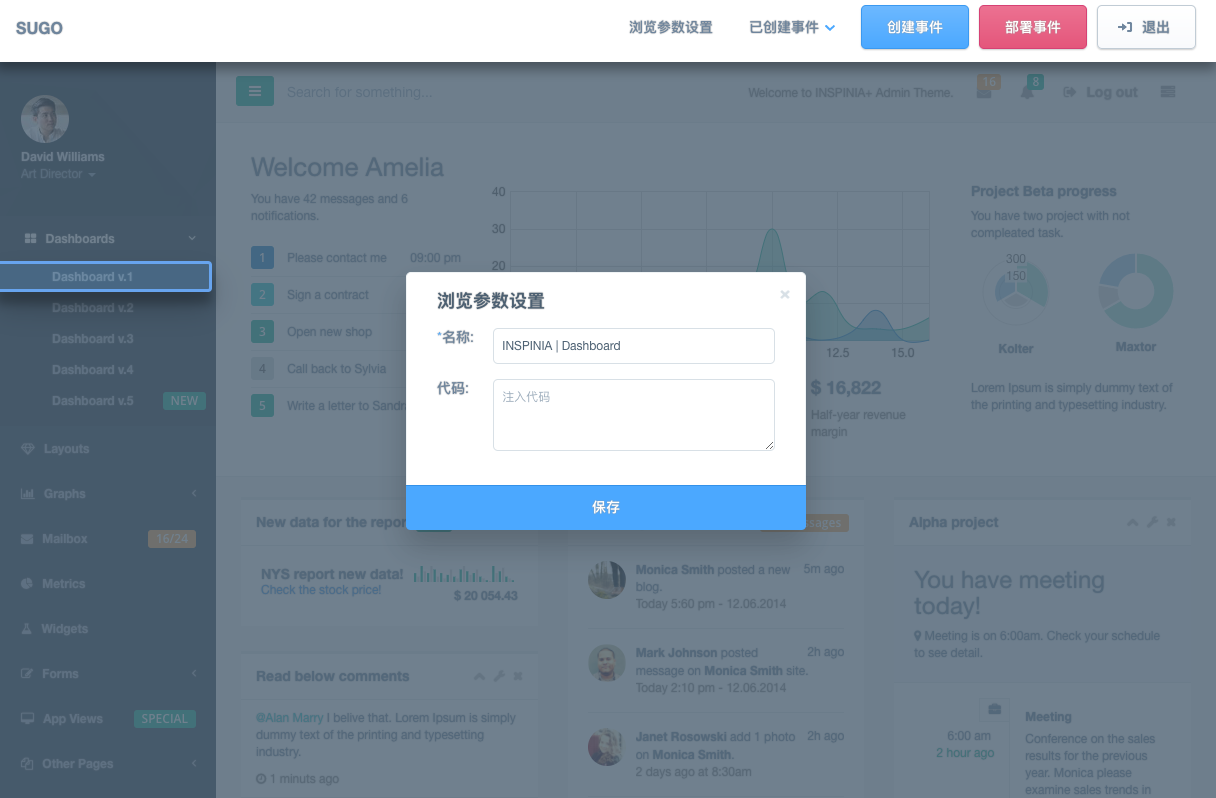 SUGO
浏览参数设置
已创建事件
创建事件
部署事件
退出
Search for something...
Welcome to INSPINIA+ Admin Theme.
16
8
Log out
David Williams
Art Director
Dashboards
Dashboard v.1
Dashboard v.2
Dashboard v.3
Dashboard v.4
Dashboard v.5
NEW
Layouts
Graphs
Mailbox
16/24
Metrics
Widgets
Forms
App Views
SPECIAL
Other Pages
Welcome Amelia
You have 42 messages and 6
notifications.
1 Please contact me 09:00 pm
2 Sign a contract
3 Open new shop
4 Call back to Sylvia
5 Write a letter to Sandra
40
30
20
12.5
15.0
$ 16,822
Half-year revenue
margin
Project Beta progress
You have two project with not
compleated task.
300
150
Kolter
Maxtor
Lorem Ipsum is simply dummy text of
the printing and typesetting industry.
浏览参数设置
×
*名称:
INSPINIA | Dashboard
代码:
注入代码
保存
New data for the report
NYS report new data!
Check the stock price!
$ 20 054.43
Read below comments
@Alan Marry I belive that. Lorem Ipsum is simply
dummy text of the printing and typesetting
industry.
1 minuts ago
Monica Smith posted a new
blog.
5m ago
Today 5:60 pm - 12.06.2014
Mark Johnson posted
message on Monica Smith site.
2h ago
Today 2:10 pm - 12.06.2014
Janet Rosowski add 1 photo
on Monica Smith.
2h ago
2 days ago at 8:30am
Alpha project
You have meeting
today!
Meeting is on 6:00am. Check your schedule
to see detail.
6:00 am
2 hour ago
Meeting
Conference on the sales
results for the previous
year. Monica please
examine sales trends in